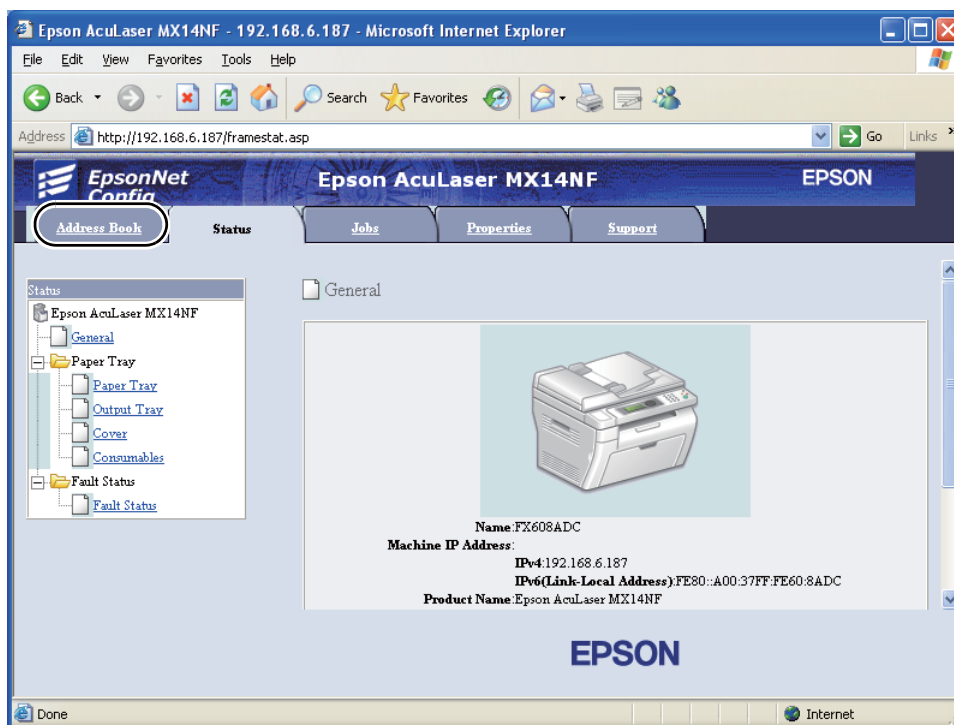 Epson AcuLaser MX14NF - 192.168.6.187 - Microsoft Internet Explorer
File Edit View Favorites Tools Help
Back Search Favorites
Address http://192.168.6.187/framestat.asp Go Links »
EpsonNet Config Epson AcuLaser MX14NF EPSON
Address Book Status Jobs Properties Support
Status
Epson AcuLaser MX14NF
General
Paper Tray
Paper Tray
Output Tray
Cover
Consumables
Fault Status
Fault Status
General
Name:FX608ADC
Machine IP Address:
IPv4:192.168.6.187
IPv6(Link-Local Address):FE80::A00:37FF:FE60:8ADC
Product Name:Epson AcuLaser MX14NF
EPSON
Done Internet